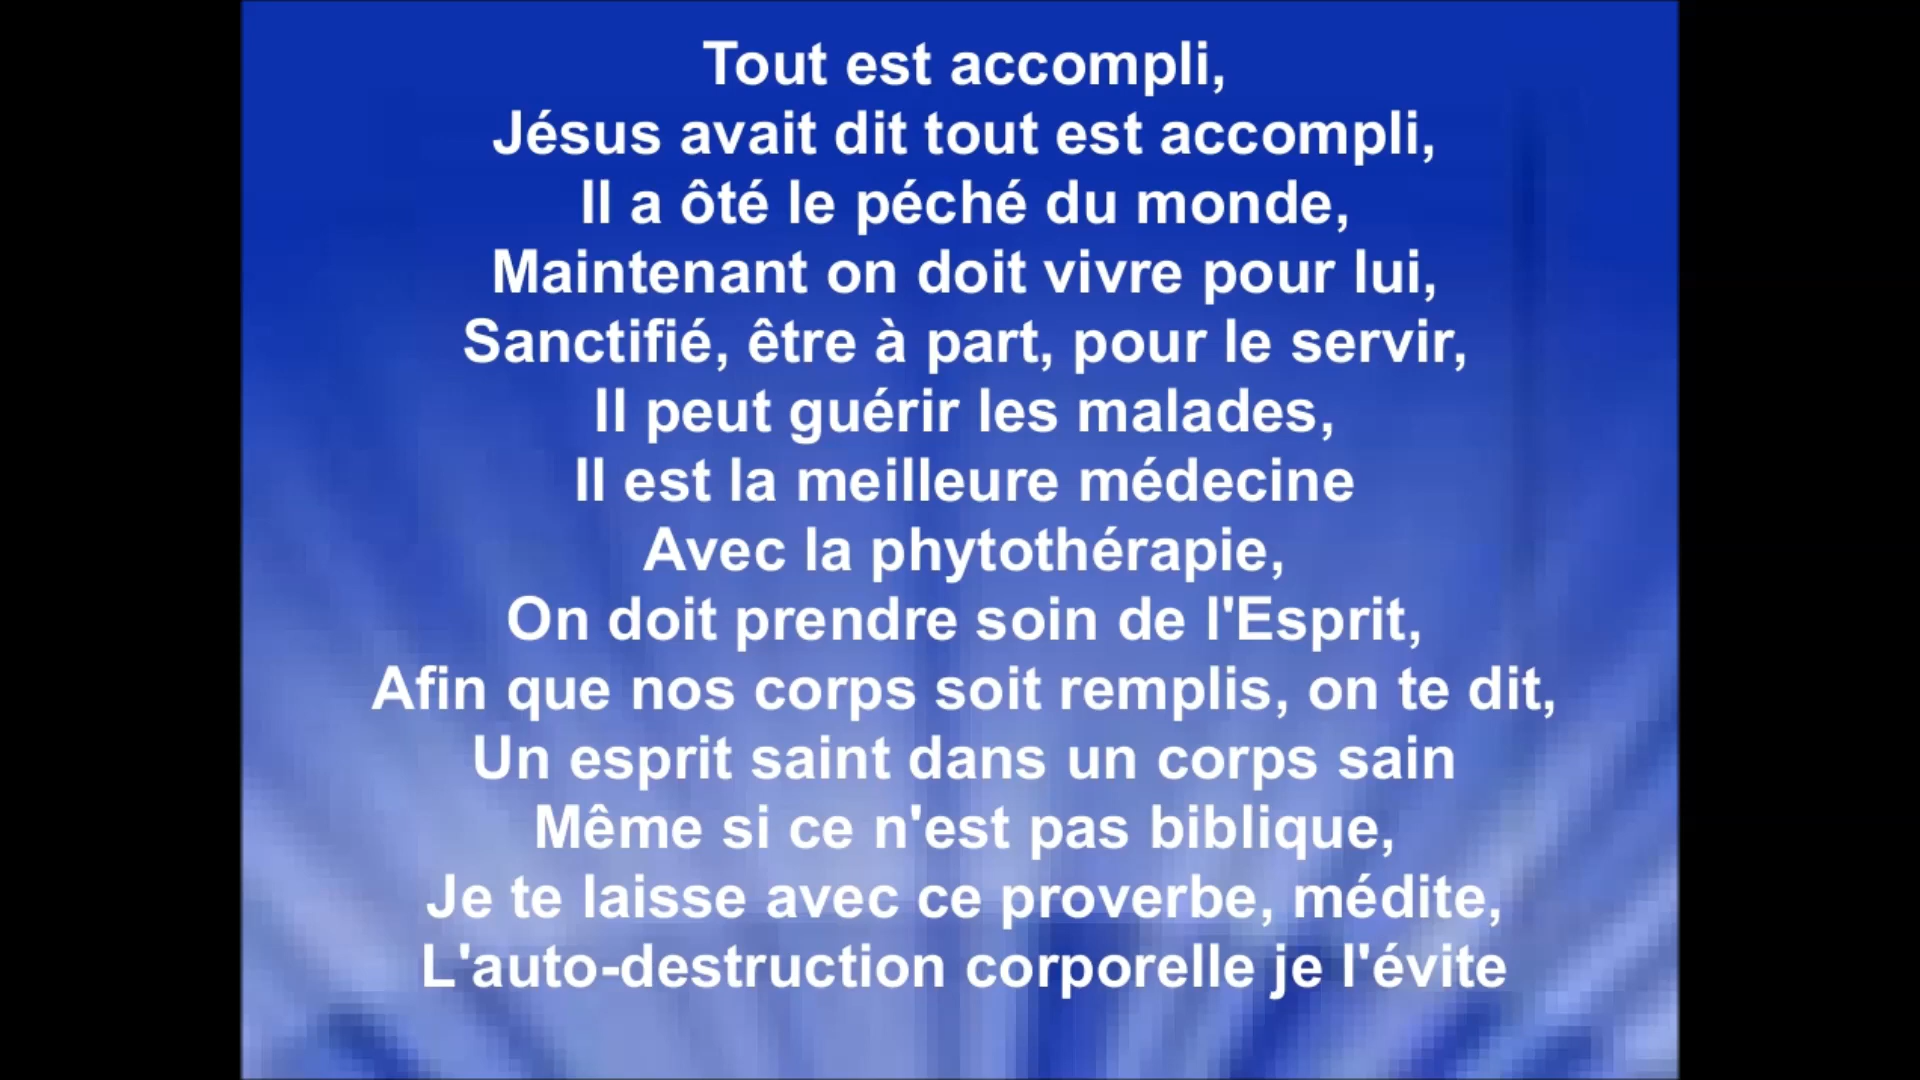 Tout est accompli,
Jésus avait dit tout est accompli,
Il a ôté le péché du monde,
Maintenant on doit vivre pour lui,
Sanctifié, être à part, pour le servir,
Il peut guérir les malades,
Il est la meilleure médecine
Avec la phytothérapie,
On doit prendre soin de l'Esprit,
Afin que nos corps soit remplis, on te dit,
Un esprit saint dans un corps sain
Même si ce n'est pas biblique,
Je te laisse avec ce proverbe, médite,
L'auto-destruction corporelle je l'évite